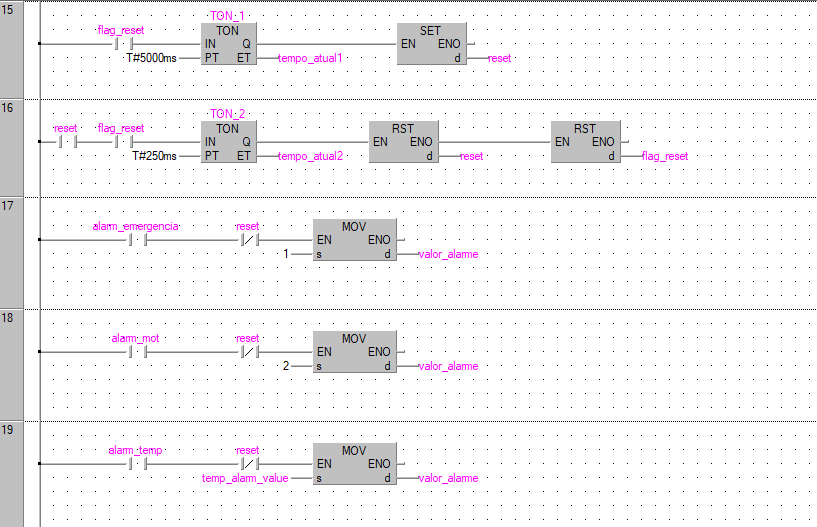 15
TON_1
flag_reset TON SET
IN Q EN ENO
T#5000ms PT ET tempo_atual1 d reset
16
TON_2
reset flag_reset TON RST RST
IN Q EN ENO EN ENO
T#250ms PT ET tempo_atual2 d reset d flag_reset
17
alarm_emergencia reset MOV
EN ENO
1 s d valor_alarme
18
alarm_mot reset MOV
EN ENO
2 s d valor_alarme
19
alarm_temp reset MOV
EN ENO
temp_alarm_value s d valor_alarme